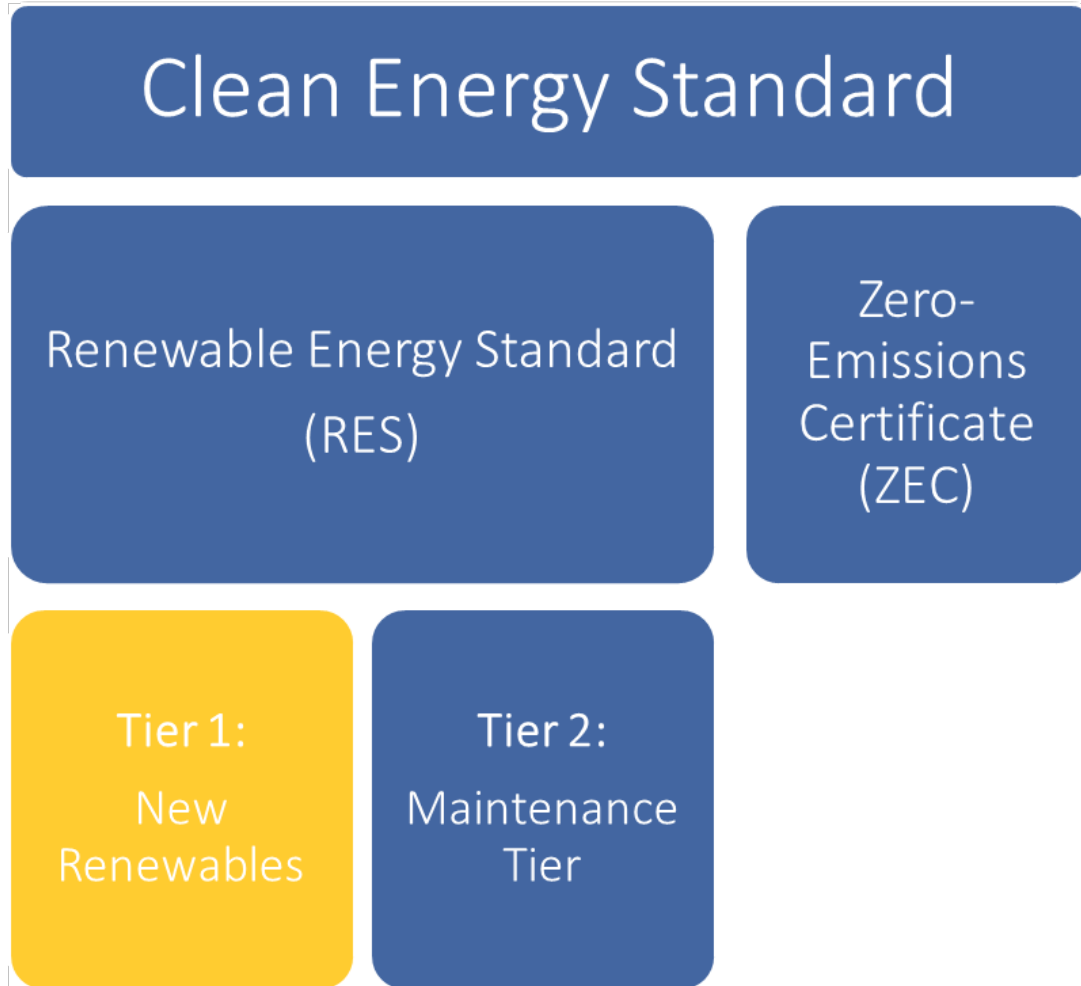 Clean Energy Standard
Renewable Energy Standard
(RES)
Zero-
Emissions
Certificate
(ZEC)
Tier 1:
New
Renewables
Tier 2:
Maintenance
Tier